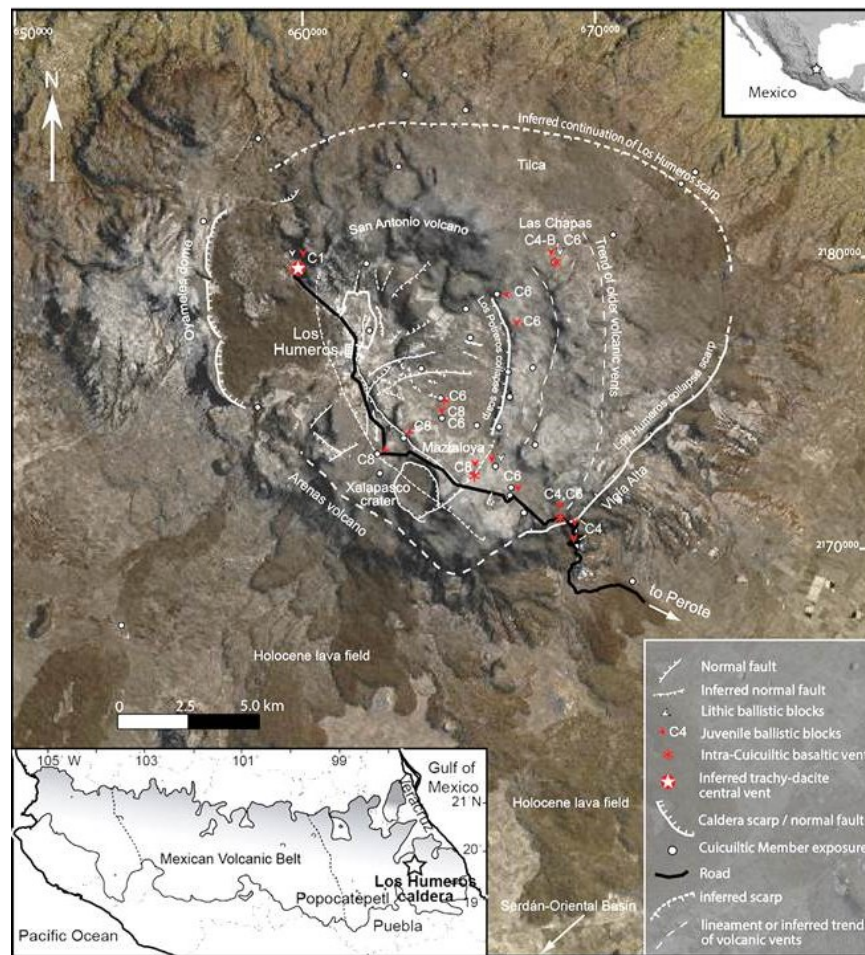 650000
660000
670000
N
Mexico
Inferred continuation of Los Humeros scarp
Tilca
San Antonio volcano
Las Chapas
C4-B, C6
2180000
C1
Oyameles dome
Trend of older volcanic vents
C6
C6
Los Humeros
Los Potreros collapse scarp
Los Humeros collapse scarp
C6
C8
C6
C8
Maztaloya
C8
C8
C6
C4,C6
Vigia Alta
Xalapasco
crater
C4
Arenas volcano
2170000
to Perote
Holocene lava field
0 2.5 5.0 km
Normal fault
Inferred normal fault
Lithic ballistic blocks
C4 Juvenile ballistic blocks
Intra-Cuicuiltic basaltic vent
Inferred trachy-dacite
central vent
Caldera scarp / normal fault
Cuicuiltic Member exposure
Road
inferred scarp
lineament or inferred trend
of volcanic vents
Holocene lava field
Serdán-Oriental Basin
105 W 103 101 99
Gulf of
Mexico
Veracruz
21 N
20
19
Mexican Volcanic Belt
Los Humeros
caldera
Popocatepetl
Puebla
Pacific Ocean